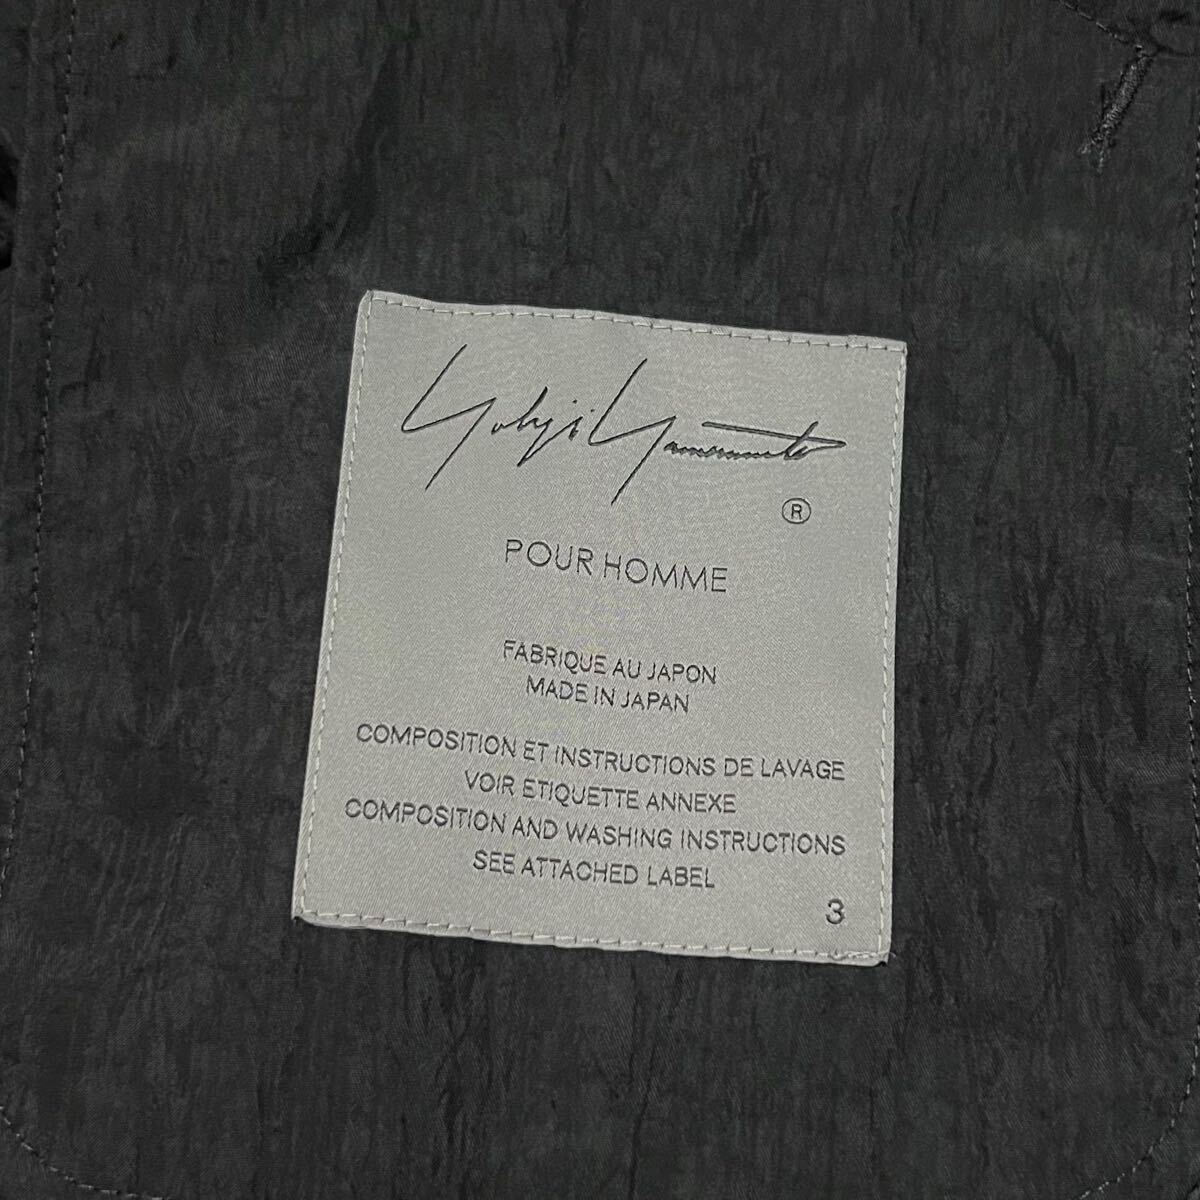 Yohji Yamamoto
®
POUR HOMME
FABRIQUE AU JAPON
MADE IN JAPAN
COMPOSITION ET INSTRUCTIONS DE LAVAGE
VOIR ETIQUETTE ANNEXE
COMPOSITION AND WASHING INSTRUCTIONS
SEE ATTACHED LABEL
3